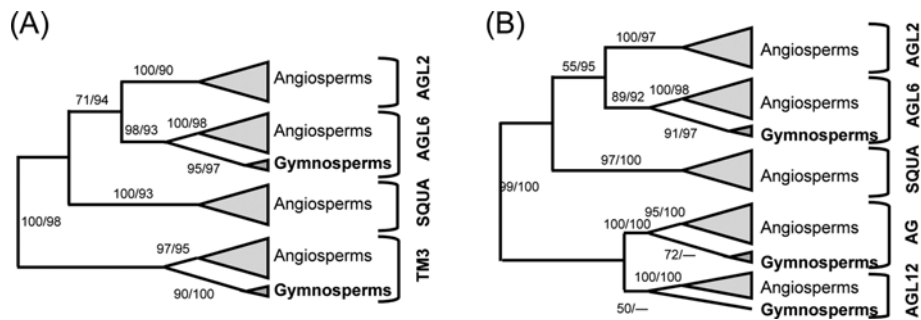 (A)
100/90
Angiosperms
AGL2
71/94
98/93
100/98
Angiosperms
95/97
Gymnosperms
AGL6
100/93
Angiosperms
SQUA
100/98
97/95
Angiosperms
90/100
Gymnosperms
TM3
(B)
100/97
Angiosperms
AGL2
55/95
89/92
100/98
Angiosperms
91/97
Gymnosperms
AGL6
97/100
Angiosperms
SQUA
99/100
100/100
95/100
Angiosperms
72/—
Gymnosperms
AG
100/100
Angiosperms
50/—
Gymnosperms
AGL12